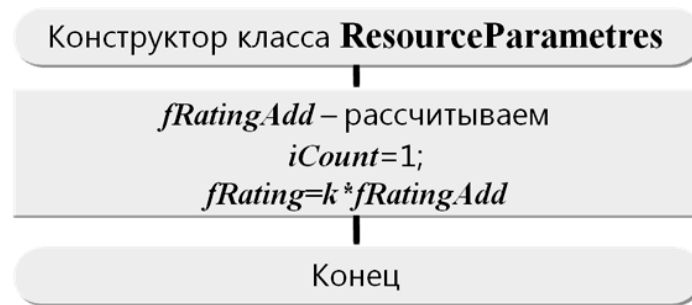 Конструктор класса ResourceParametres
fRatingAdd – рассчитываем
iCount=1;
fRating=k*fRatingAdd
Конец